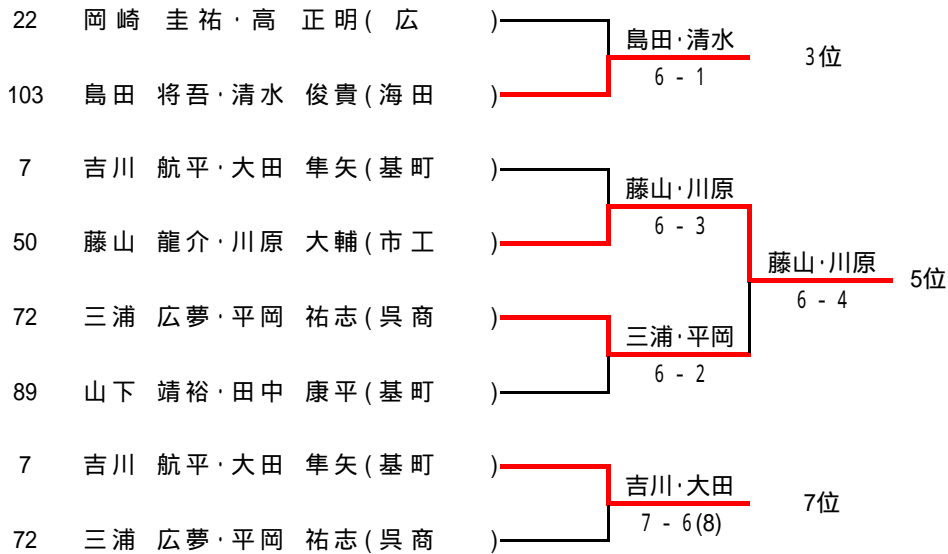 22 岡崎 圭祐・高 正明(広)
島田・清水
6 - 1
3位
103 島田 将吾・清水 俊貴(海田)
7 吉川 航平・大田 隼矢(基町)
藤山・川原
6 - 3
50 藤山 龍介・川原 大輔(市工)
藤山・川原
6 - 4
5位
72 三浦 広夢・平岡 祐志(呉商)
三浦・平岡
6 - 2
89 山下 靖裕・田中 康平(基町)
7 吉川 航平・大田 隼矢(基町)
吉川・大田
7 - 6(8)
7位
72 三浦 広夢・平岡 祐志(呉商)